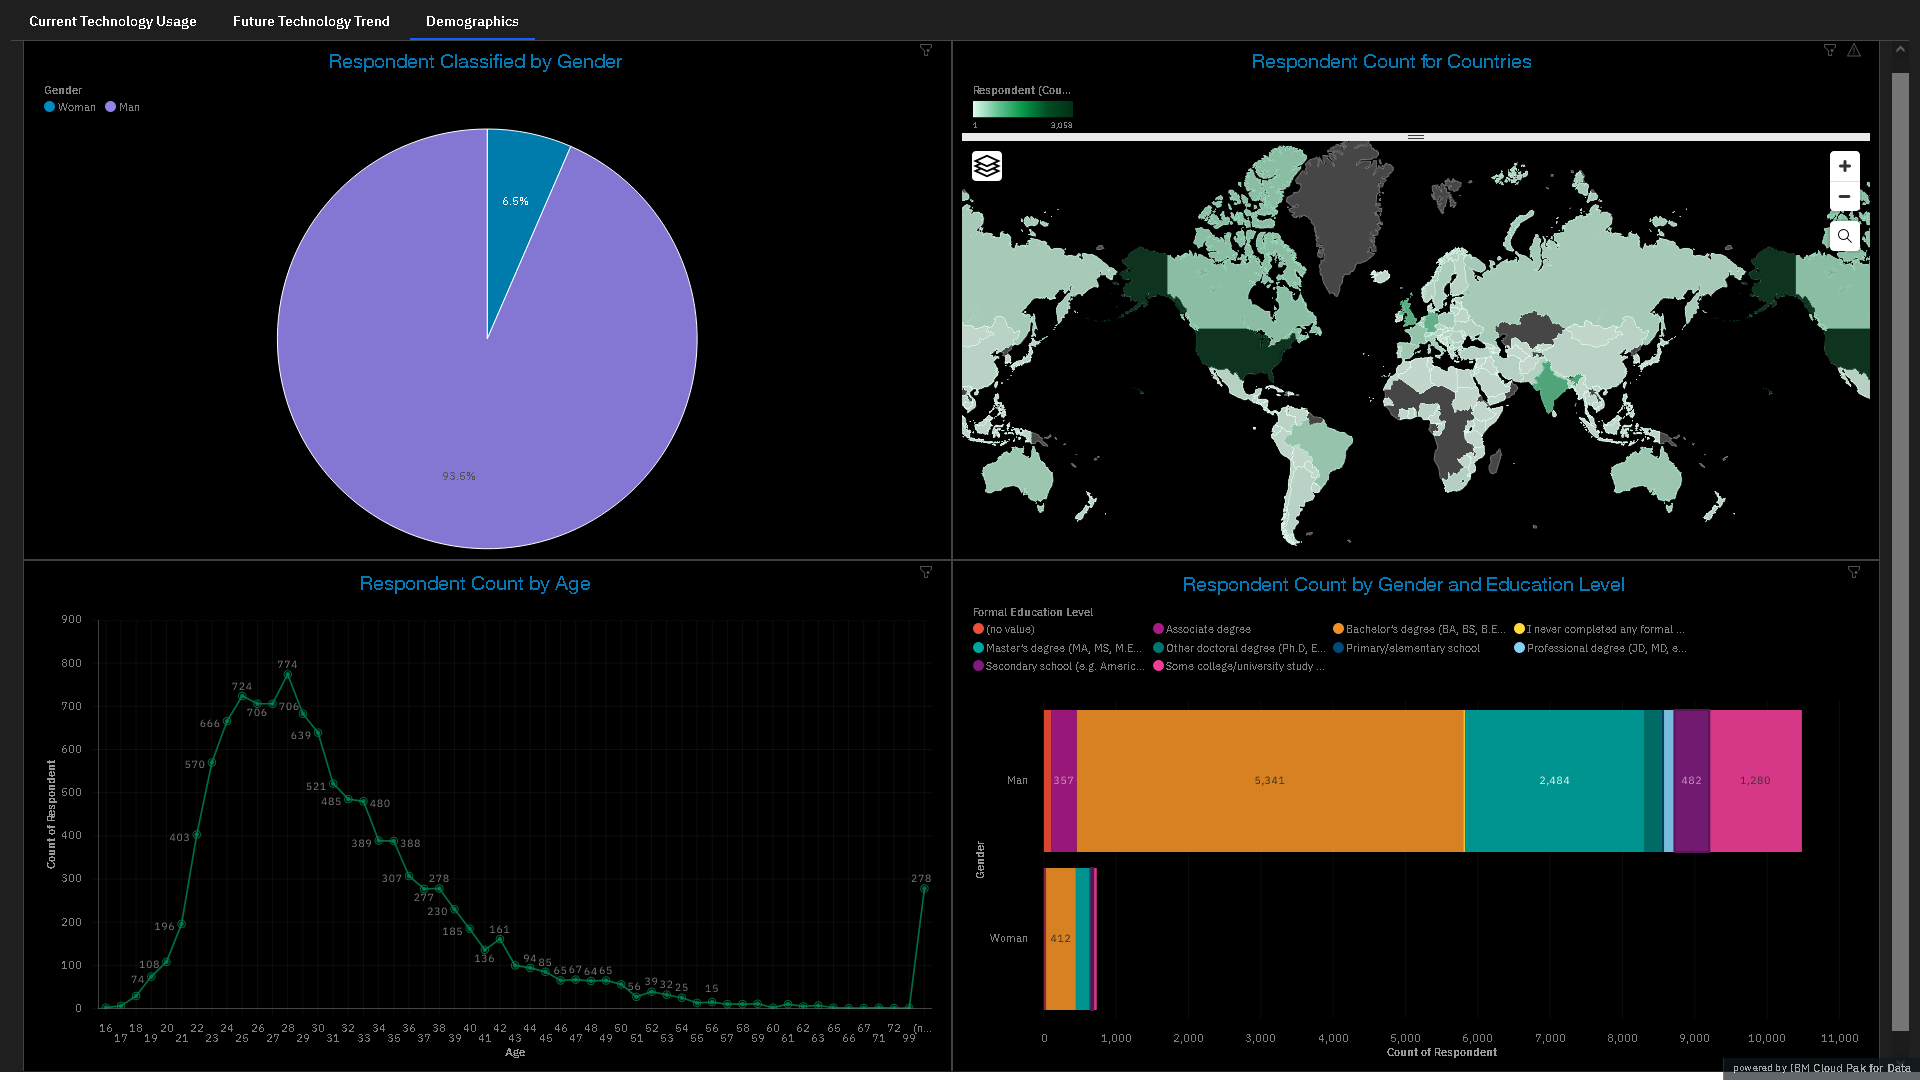 Current Technology Usage Future Technology Trend Demographics
Respondent Classified by Gender
Gender
Woman Man
6.5%
93.5%
Respondent Count for Countries
Respondent (Cou...
1 3,058
Respondent Count by Age
Count of Respondent
900
800
700
600
500
400
300
200
100
0
774
724
706 706
666
639
570
521
485 480
403
389 388
307
278
277
230
196
185
161
136
108
74
94 85
65 67 64 65
56 39 32 25
15
278
16 18 20 22 24 26 28 30 32 34 36 38 40 42 44 46 48 50 52 54 56 58 60 62 65 67 72 (n...
17 19 21 23 25 27 29 31 33 35 37 39 41 43 45 47 49 51 53 55 57 59 61 63 66 71 99
Age
Respondent Count by Gender and Education Level
Formal Education Level
(no value) Associate degree Bachelor's degree (BA, BS, B.E... I never completed any formal ...
Master's degree (MA, MS, M.E... Other doctoral degree (Ph.D, E... Primary/elementary school Professional degree (JD, MD, e...
Secondary school (e.g. Americ... Some college/university study ...
Gender
Man
357 5,341 2,484 482 1,280
Woman
412
0 1,000 2,000 3,000 4,000 5,000 6,000 7,000 8,000 9,000 10,000 11,000
Count of Respondent
powered by IBM Cloud Pak for Data